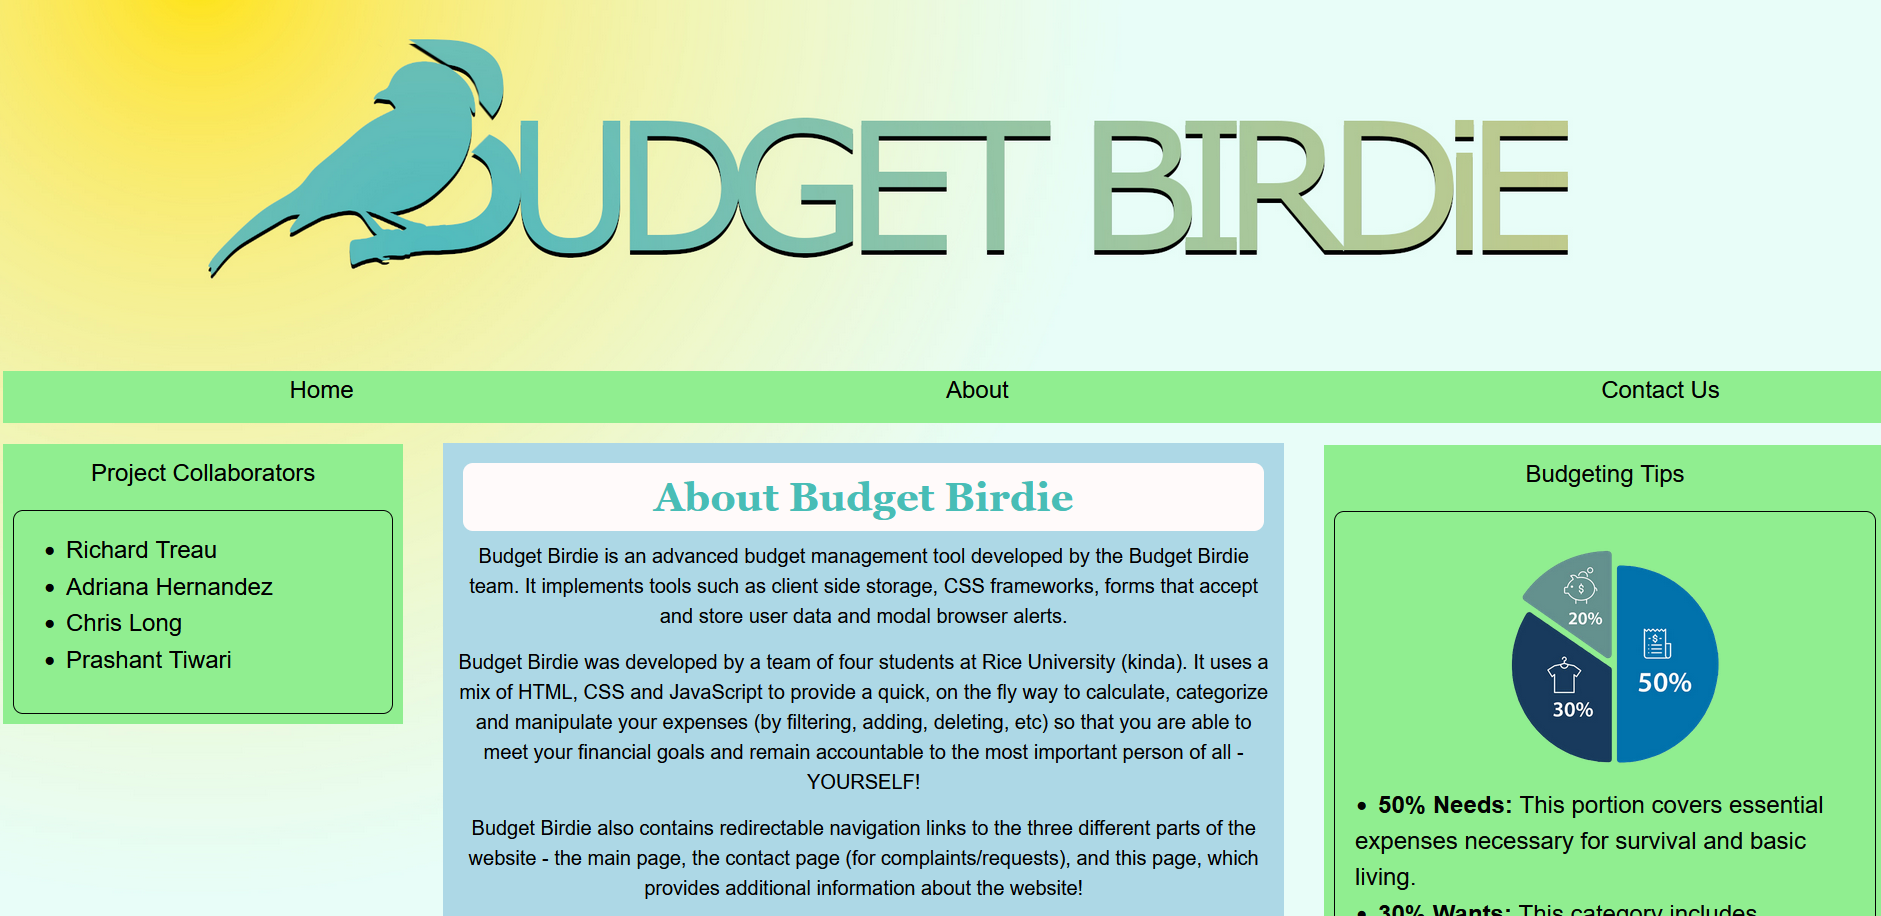 BUDGET BIRDiE
Home
About
Contact Us
Project Collaborators
• Richard Treau
• Adriana Hernandez
• Chris Long
• Prashant Tiwari
About Budget Birdie
Budget Birdie is an advanced budget management tool developed by the Budget Birdie
team. It implements tools such as client side storage, CSS frameworks, forms that accept
and store user data and modal browser alerts.
Budget Birdie was developed by a team of four students at Rice University (kinda). It uses a
mix of HTML, CSS and JavaScript to provide a quick, on the fly way to calculate, categorize
and manipulate your expenses (by filtering, adding, deleting, etc) so that you are able to
meet your financial goals and remain accountable to the most important person of all -
YOURSELF!
Budget Birdie also contains redirectable navigation links to the three different parts of the
website - the main page, the contact page (for complaints/requests), and this page, which
provides additional information about the website!
Budgeting Tips
$
20%
-$-
50%
30%
• 50% Needs: This portion covers essential
expenses necessary for survival and basic
living.
• 30% Wants: This category includes